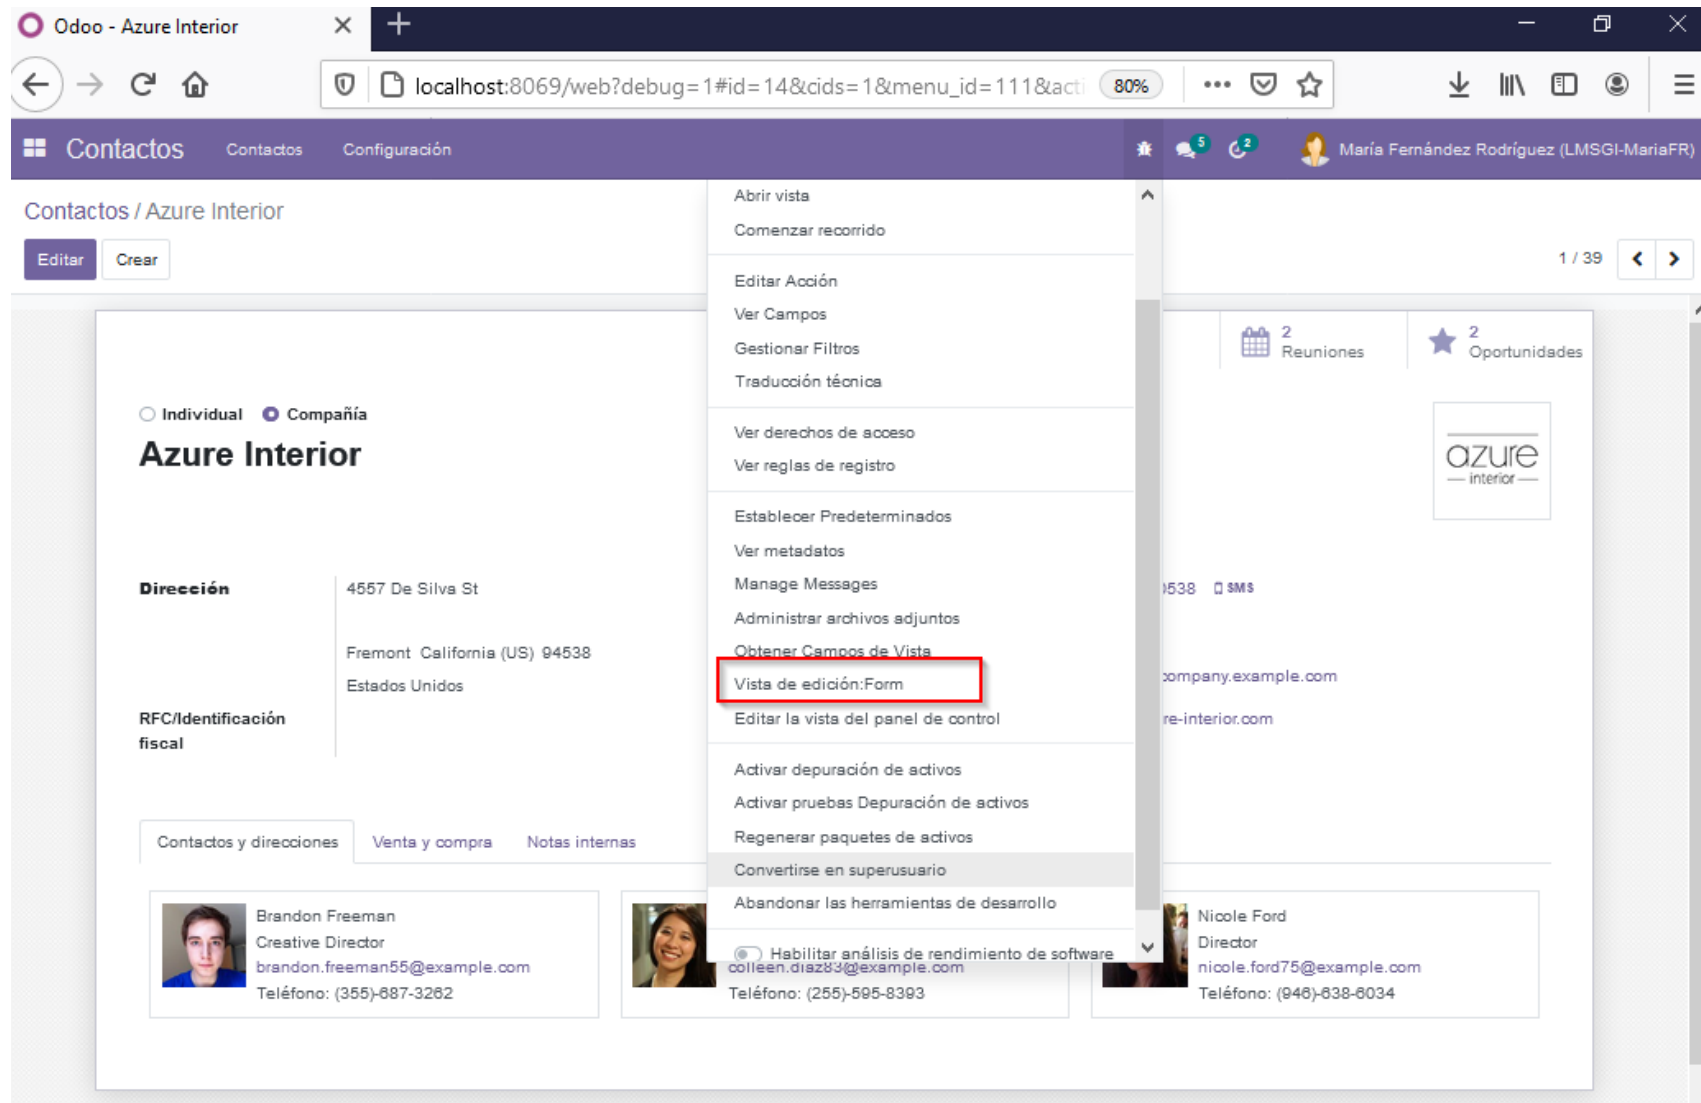 Odoo - Azure Interior
localhost:8069/web?debug=1#id=14&cids=1&menu_id=111&acti 80%
Contactos Contactos Configuración 5 2 María Fernández Rodríguez (LMSGI-MariaFR)
Contactos / Azure Interior
Editar Crear 1 / 39
Abrir vista
Comenzar recorrido
Editar Acción
Ver Campos
Gestionar Filtros
Traducción técnica
Ver derechos de acceso
Ver reglas de registro
Establecer Predeterminados
Ver metadatos
Manage Messages
Administrar archivos adjuntos
Obtener Campos de Vista
Vista de edición:Form
Editar la vista del panel de control
Activar depuración de activos
Activar pruebas Depuración de activos
Regenerar paquetes de activos
Convertirse en superusuario
Abandonar las herramientas de desarrollo
Habilitar análisis de rendimiento de software
2
Reuniones
2
Oportunidades
Individual Compañía
Azure Interior
azure
interior
Dirección 4557 De Silva St
Fremont California (US) 94538
Estados Unidos
RFC/Identificación
fiscal
0538 SMS
company.example.com
re-interior.com
Contactos y direcciones Venta y compra Notas internas
Brandon Freeman
Creative Director
brandon.freeman55@example.com
Teléfono: (355)-687-3262
colleen.diaz83@example.com
Teléfono: (255)-595-8393
Nicole Ford
Director
nicole.ford75@example.com
Teléfono: (946)-638-6034